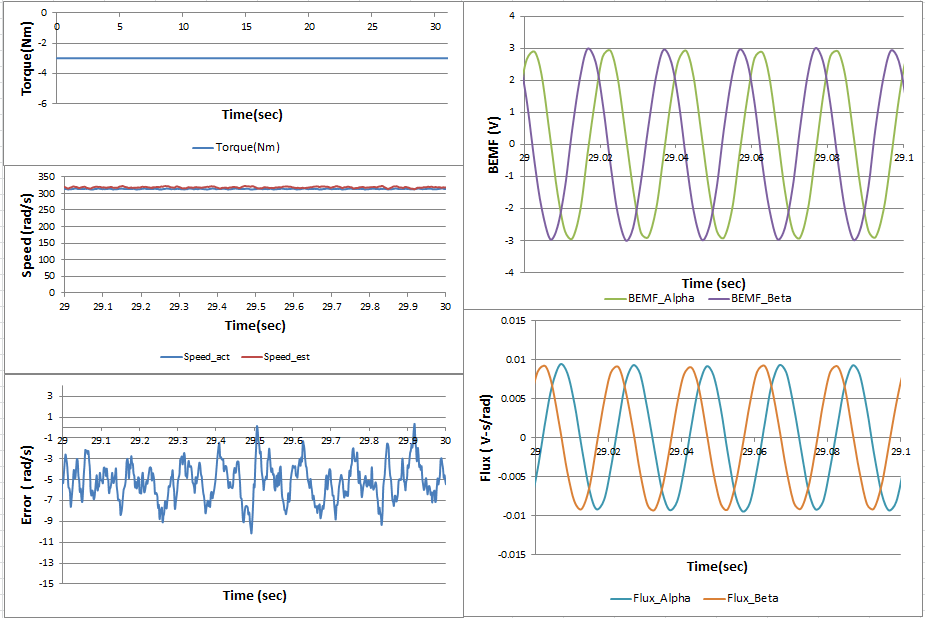 Torque(Nm)
0
-2
-4
-6
0 5 10 15 20 25 30
Time(sec)
Torque(Nm)
Speed (rad/s)
350
300
250
200
150
100
50
0
29 29.1 29.2 29.3 29.4 29.5 29.6 29.7 29.8 29.9 30
Time(sec)
Speed_act Speed_est
Error ( rad/s)
3
1
-1
-3
-5
-7
-9
-11
-13
-15
29 29.1 29.2 29.3 29.4 29.5 29.6 29.7 29.8 29.9 30
Time (sec)
BEMF (V)
4
3
2
1
0
-1
-2
-3
-4
29 29.02 29.04 29.06 29.08 29.1
Time (sec)
BEMF_Alpha BEMF_Beta
Flux ( V-s/rad)
0.015
0.01
0.005
0
-0.005
-0.01
-0.015
29 29.02 29.04 29.06 29.08 29.1
Time(sec)
Flux_Alpha Flux_Beta